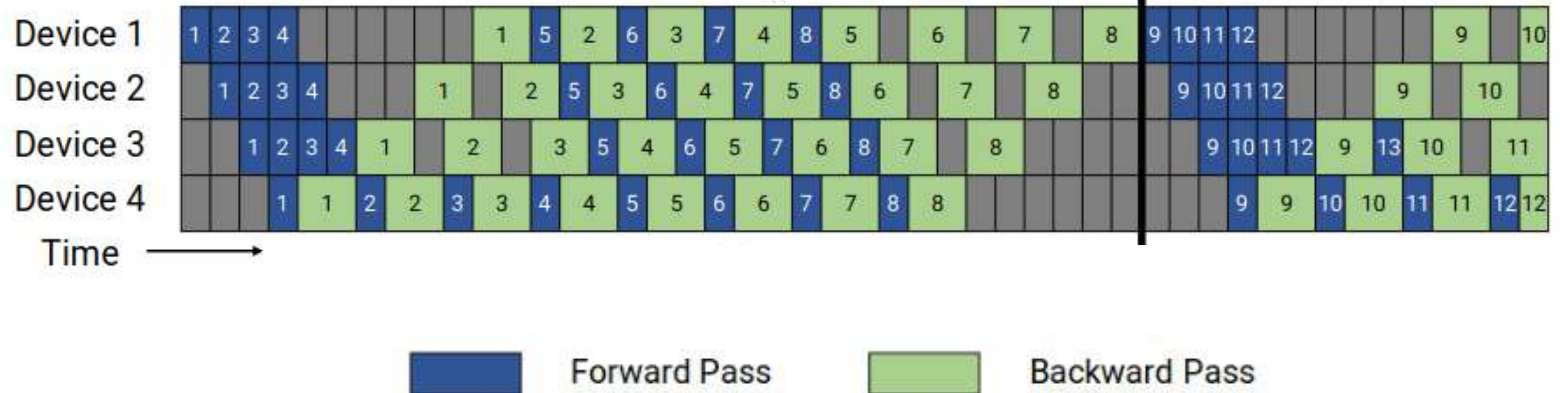 Device 1 1 2 3 4 1 5 2 6 3 7 4 8 5 6 7 8 9 10 11 12 9 10
Device 2 1 2 3 4 1 2 5 3 6 4 7 5 8 6 7 8 9 10 11 12 9 10
Device 3 1 2 3 4 1 2 3 5 4 6 5 7 6 8 7 8 9 10 11 12 9 13 10 11
Device 4 1 1 2 2 3 3 4 4 5 5 6 6 7 7 8 8 9 9 10 10 11 11 12 12
Time
Forward Pass Backward Pass